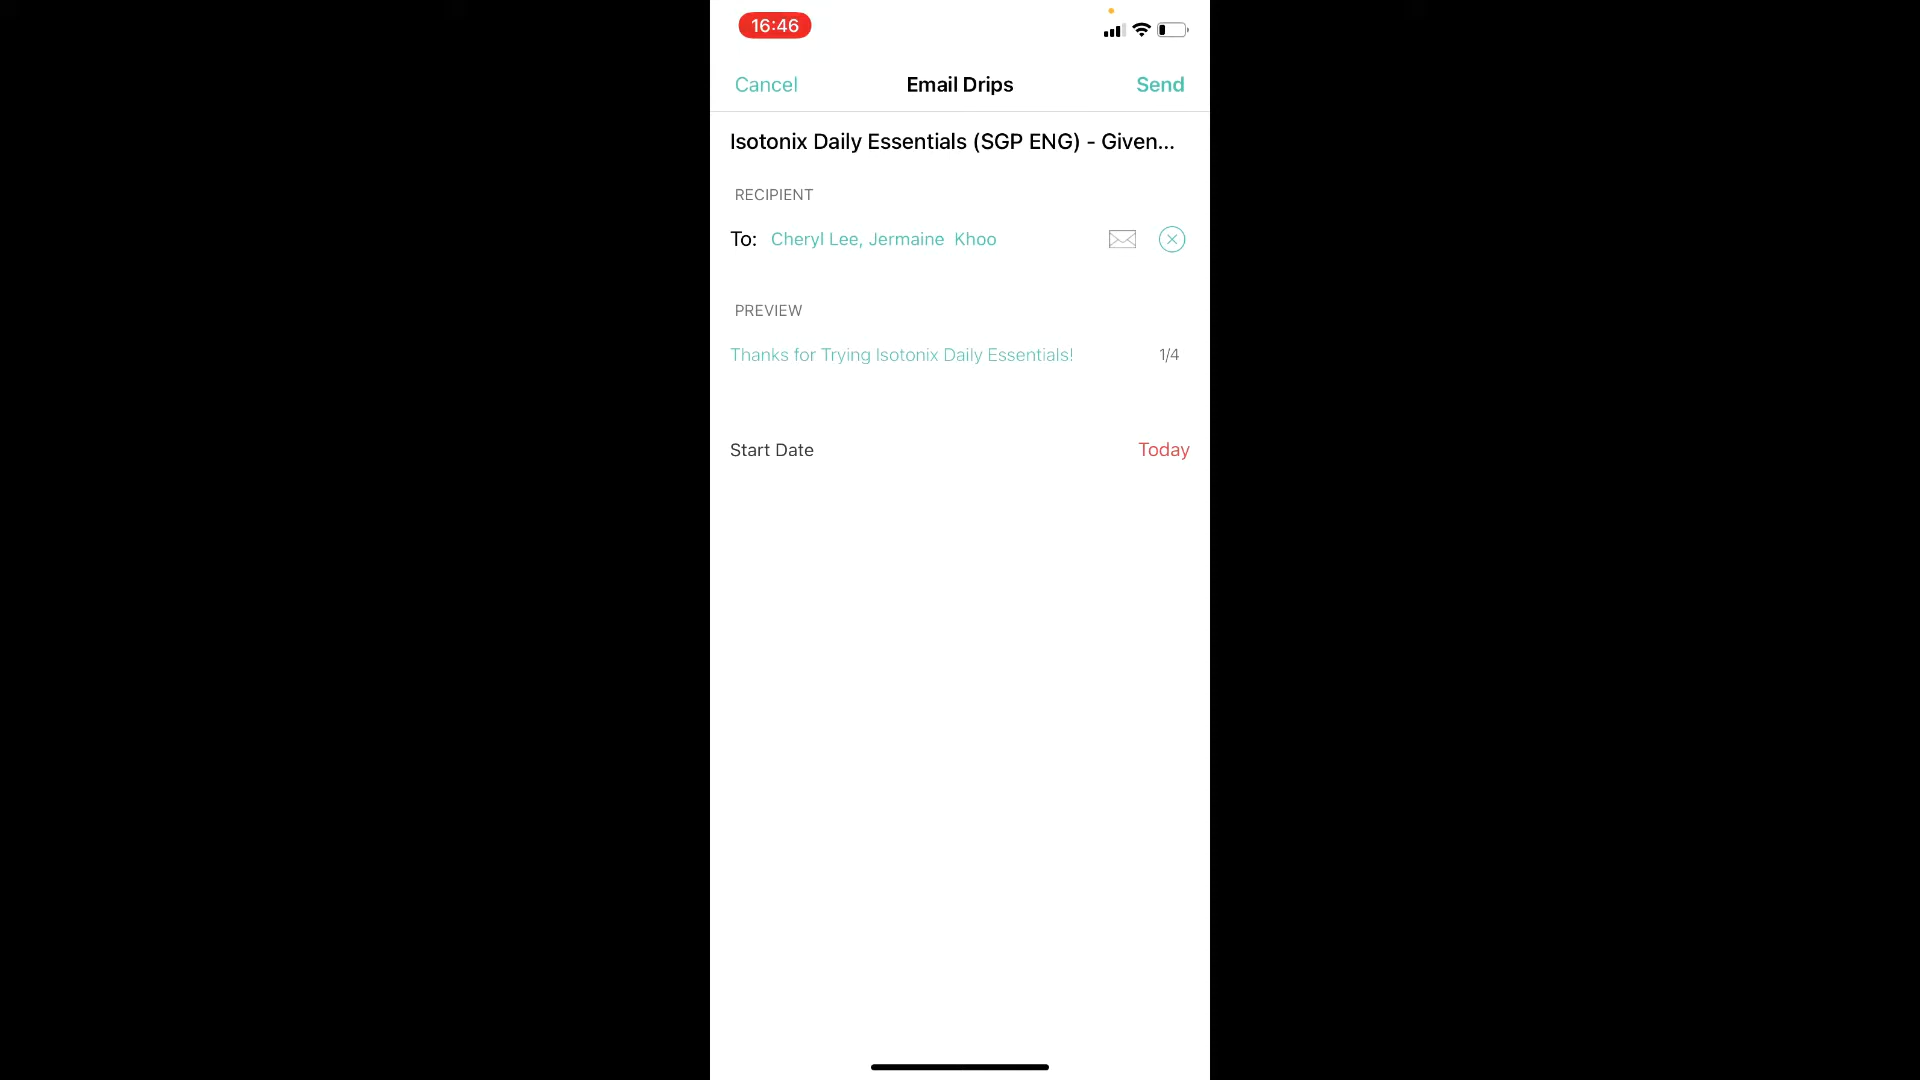 16:46
Cancel Email Drips Send
Isotonix Daily Essentials (SGP ENG) - Given...
RECIPIENT
To: Cheryl Lee, Jermaine Khoo
PREVIEW
Thanks for Trying Isotonix Daily Essentials! 1/4
Start Date Today